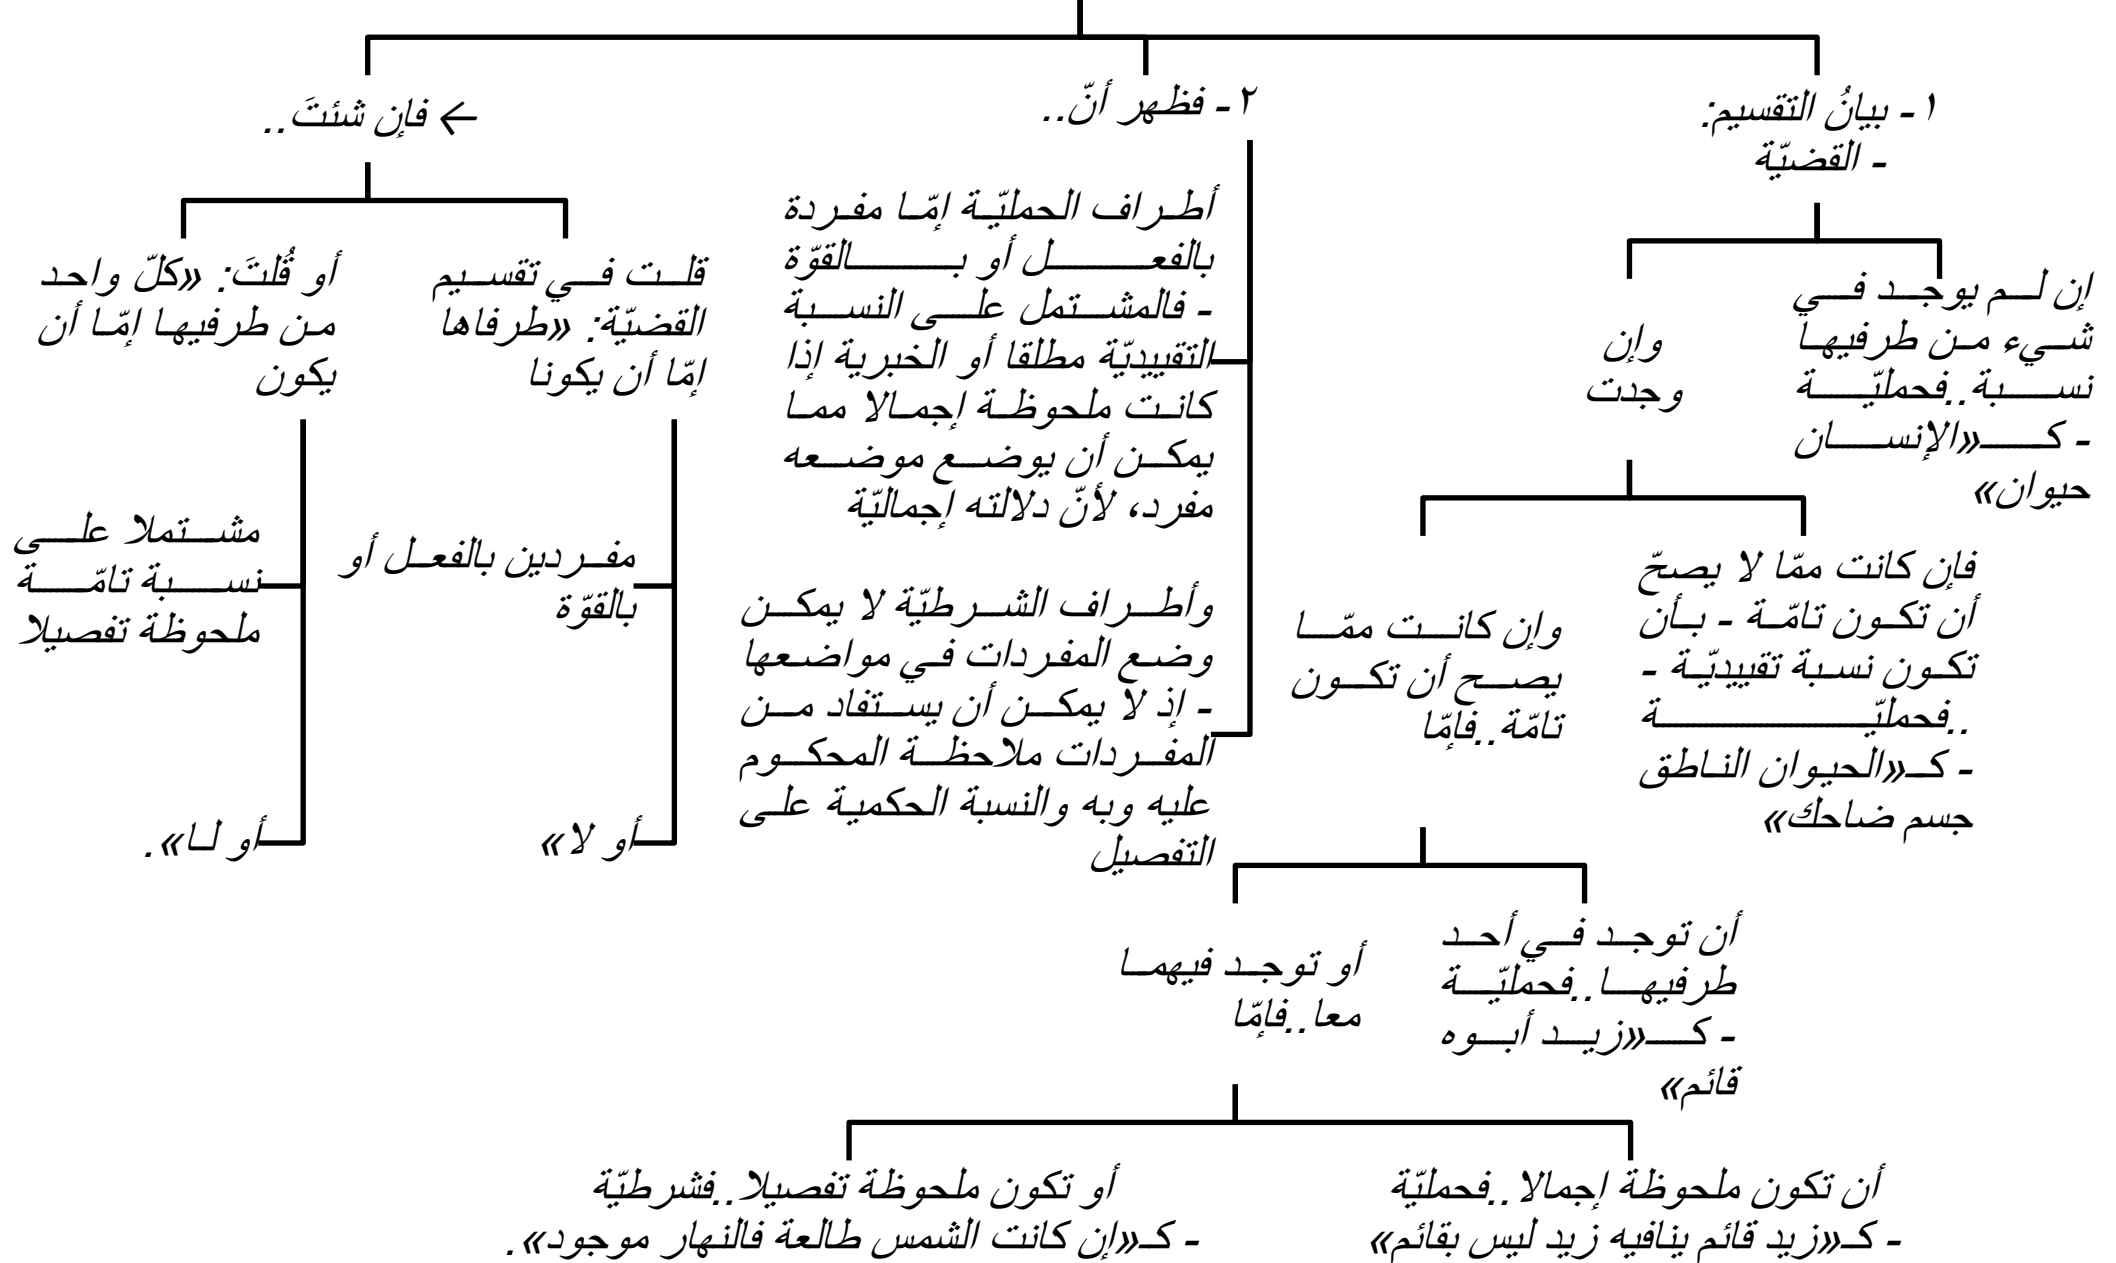 ١ ـ بيانُ التقسيم:
ـ القضيّة
إن لم يوجد في
شيء من طرفيها
نسبة..فحمليّة
ـ كـ«الإنسان
حيوان»
وإن
وجدت
فإن كانت ممّا لا يصحّ
أن تكون تامّة ـ بأن
تكون نسبة تقييديّة ـ
..فحمليّة
ـ كـ«الحيوان الناطق
جسم ضاحك»
وإن كانت ممّا
يصح أن تكون
تامّة..فإمّا
أن توجد في أحد
طرفيها..فحمليّة
ـ كـ«زيد أبوه
قائم»
أو توجد فيهما
معا..فإمّا
أن تكون ملحوظة إجمالا..فحمليّة
ـ كـ«زيد قائم ينافيه زيد ليس بقائم»
أو تكون ملحوظة تفصيلا..فشرطيّة
ـ كـ«إن كانت الشمس طالعة فالنهار موجود».
٢ ـ فظهر أنّ..
أطراف الحمليّة إمّا مفردة
بالفعل أو بالقوّة
ـ فالمشتمل على النسبة
التقييديّة مطلقا أو الخبرية إذا
كانت ملحوظة إجمالا مما
يمكن أن يوضع موضعه
مفرد، لأنّ دلالته إجماليّة
وأطراف الشرطيّة لا يمكن
وضع المفردات في مواضعها
ـ إذ لا يمكن أن يستفاد من
المفردات ملاحظة المحكوم
عليه وبه والنسبة الحكمية على
التفصيل
← فإن شئتَ..
قلت في تقسيم
القضيّة: «طرفاها
إمّا أن يكونا
مفردين بالفعل أو
بالقوّة
أو لا»
أو قُلتَ: «كلّ واحد
من طرفيها إمّا أن
يكون
مشتملا على
نسبة تامّة
ملحوظة تفصيلا
أو لا».